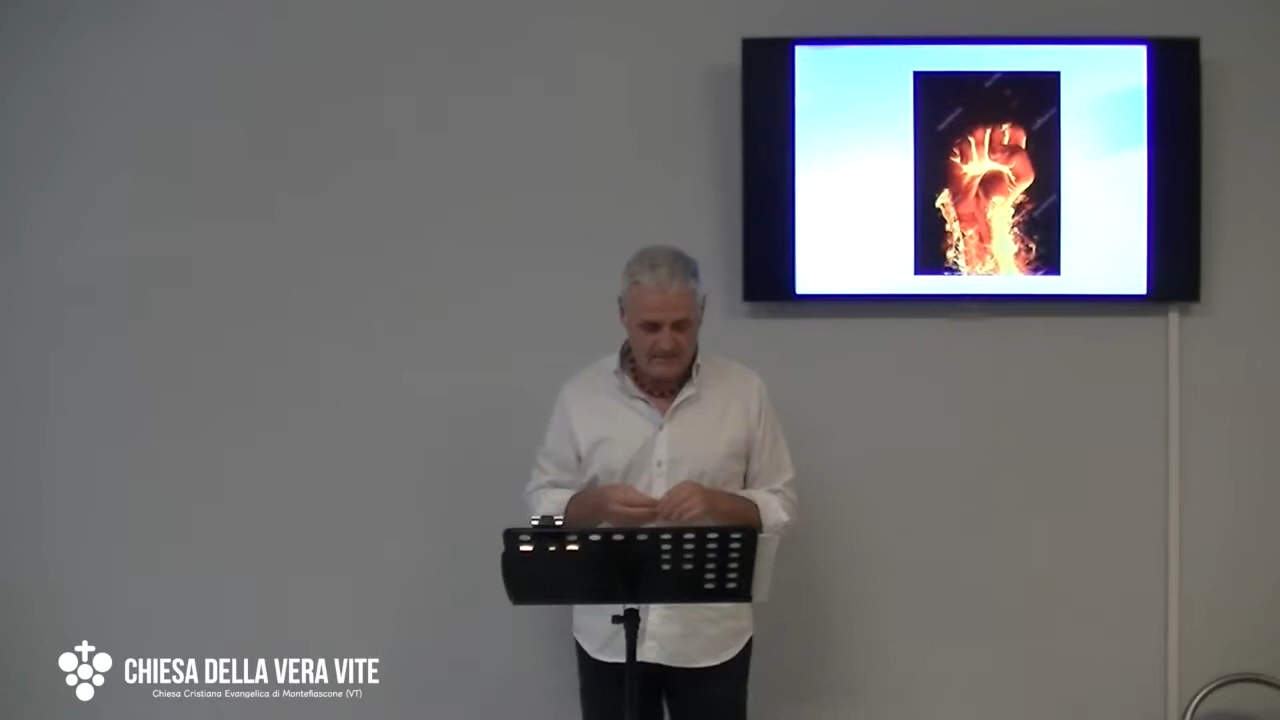 CHIESA DELLA VERA VITE
Chiesa Cristiana Evangelica di Montefiascone (VT)